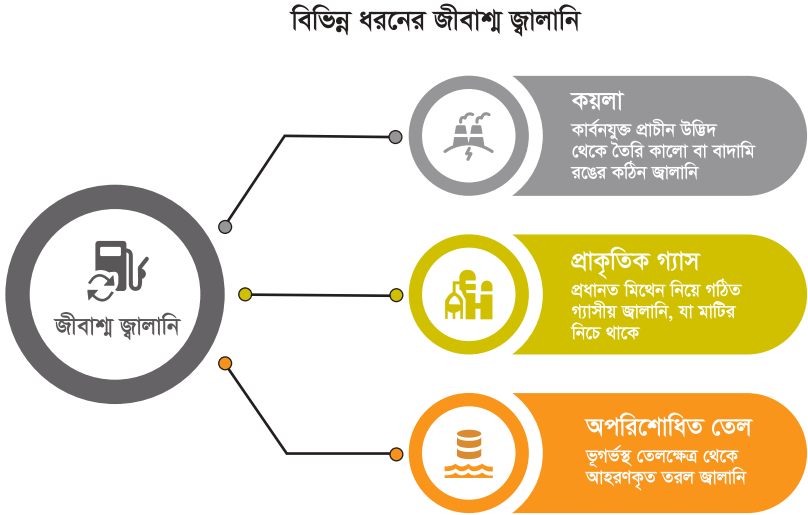 বিভিন্ন ধরনের জীবাশ্ম জ্বালানি
জীবাশ্ম জ্বালানি
কয়লা
কার্বনযুক্ত প্রাচীন উদ্ভিদ
থেকে তৈরি কালো বা বাদামি
রঙের কঠিন জ্বালানি
প্রাকৃতিক গ্যাস
প্রধানত মিথেন নিয়ে গঠিত
গ্যাসীয় জ্বালানি, যা মাটির
নিচে থাকে
অপরিশোধিত তেল
ভূগর্ভস্থ তেলক্ষেত্র থেকে
আহরণকৃত তরল জ্বালানি